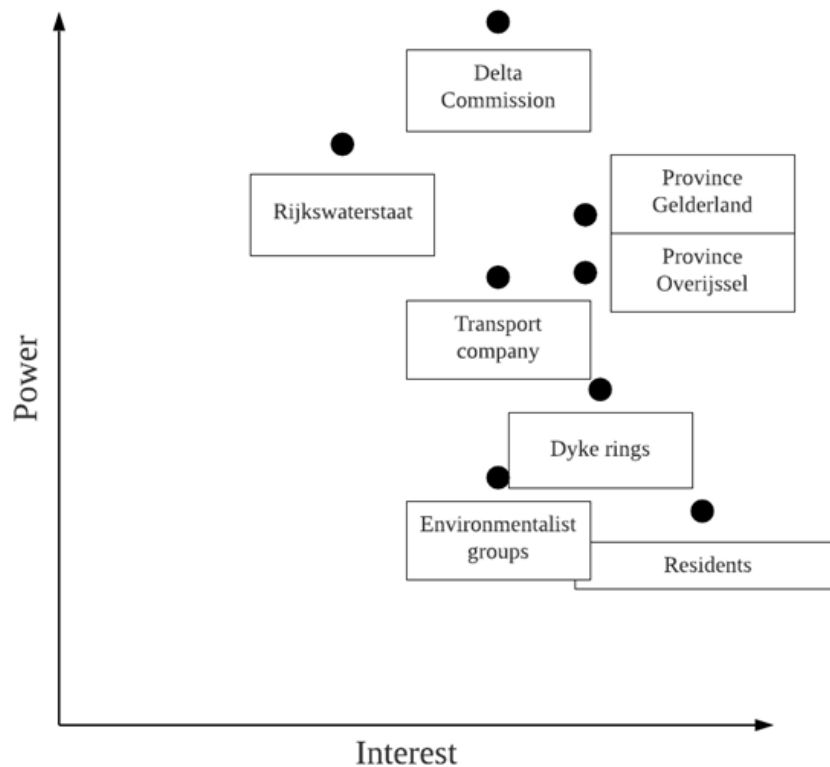 Delta
Commission
Rijkswaterstaat
Province
Gelderland
Province
Overijssel
Transport
company
Power
Dyke rings
Environmentalist
groups
Residents
Interest